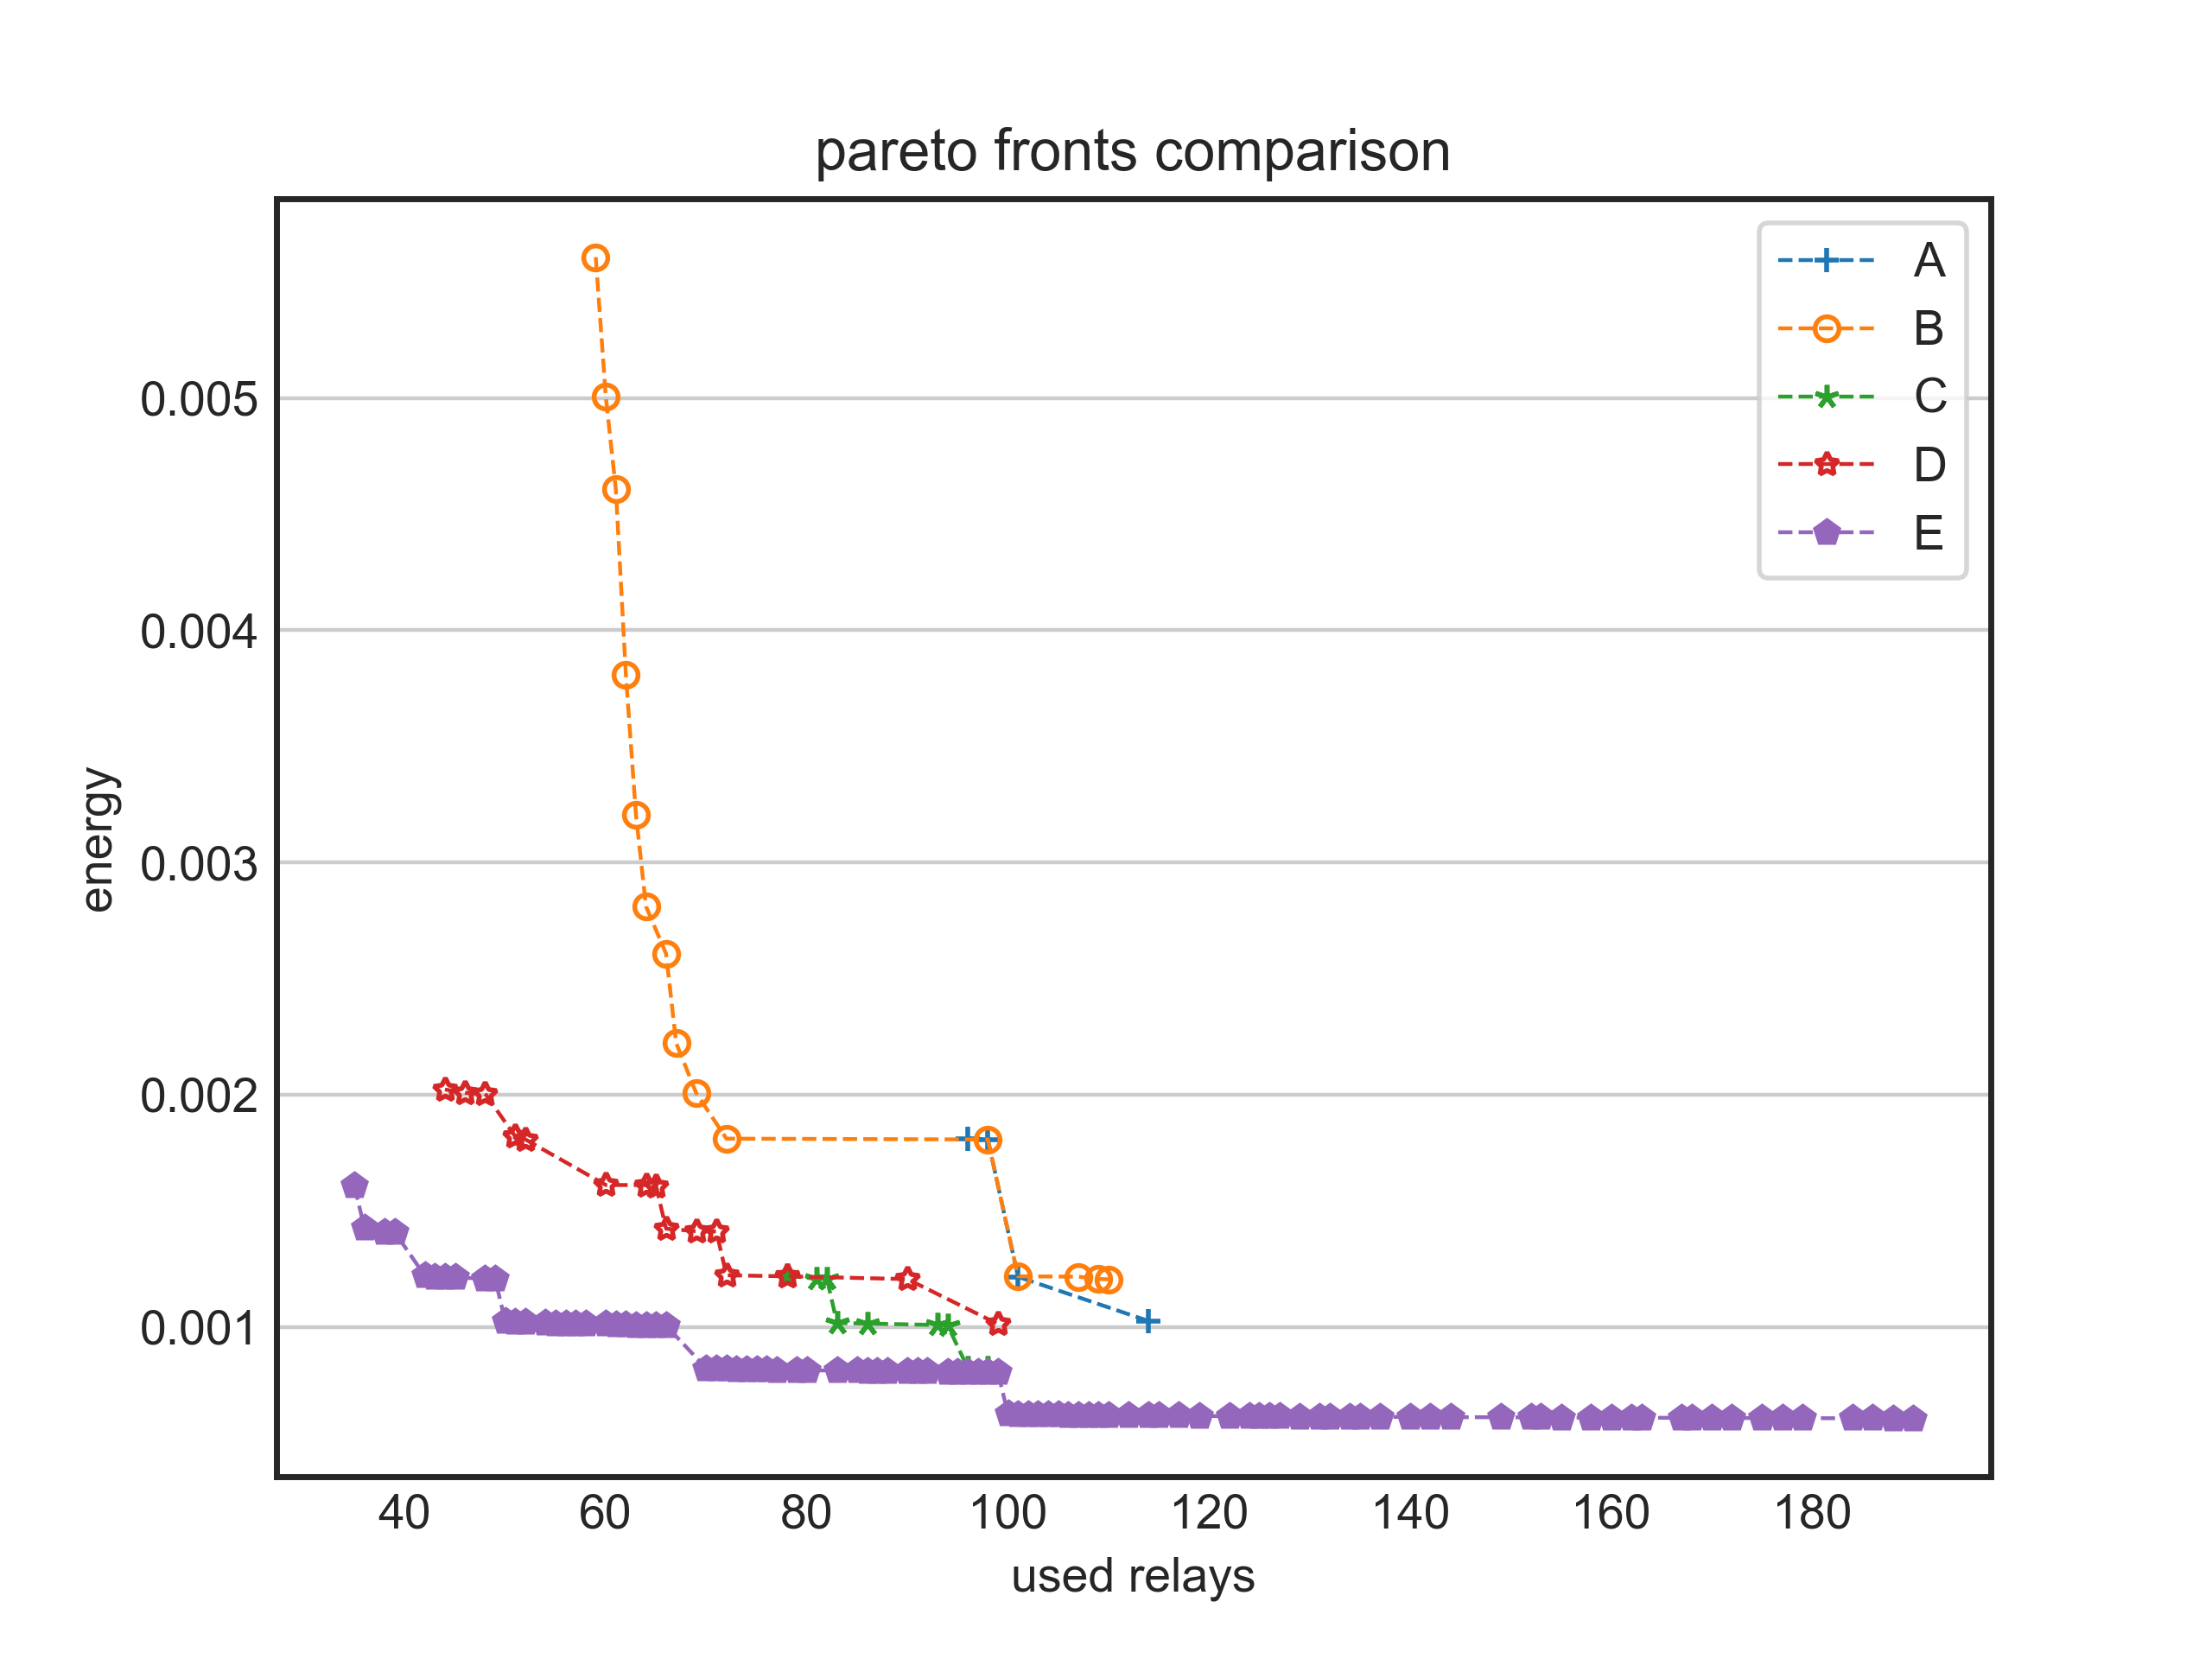 pareto fronts comparison
A
B
C
D
E
0.005
0.004
0.003
0.002
0.001
energy
40 60 80 100 120 140 160 180
used relays